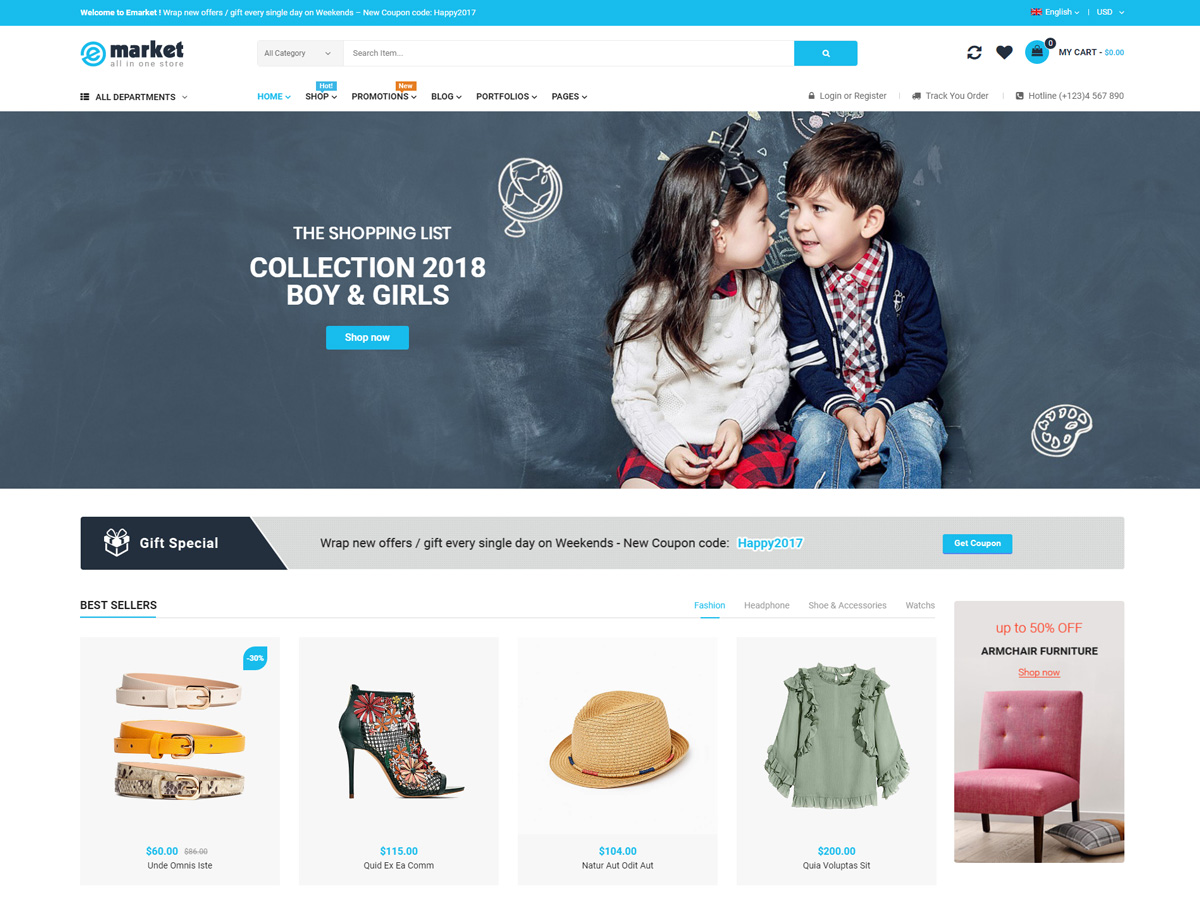 Welcome to Emarket ! Wrap new offers / gift every single day on Weekends – New Coupon code: Happy2017
English
USD
e market
all in one store
All Category
Search Item...
0
MY CART - $0.00
ALL DEPARTMENTS
HOME
Hot!
SHOP
New
PROMOTIONS
BLOG
PORTFOLIOS
PAGES
Login or Register
Track You Order
Hotline (+123)4 567 890
THE SHOPPING LIST
COLLECTION 2018
BOY & GIRLS
Shop now
Gift Special
Wrap new offers / gift every single day on Weekends - New Coupon code: Happy2017
Get Coupon
BEST SELLERS
Fashion
Headphone
Shoe & Accessories
Watchs
-30%
$60.00 $86.00
Unde Omnis Iste
$115.00
Quid Ex Ea Comm
$104.00
Natur Aut Odit Aut
$200.00
Quia Voluptas Sit
up to 50% OFF
ARMCHAIR FURNITURE
Shop now